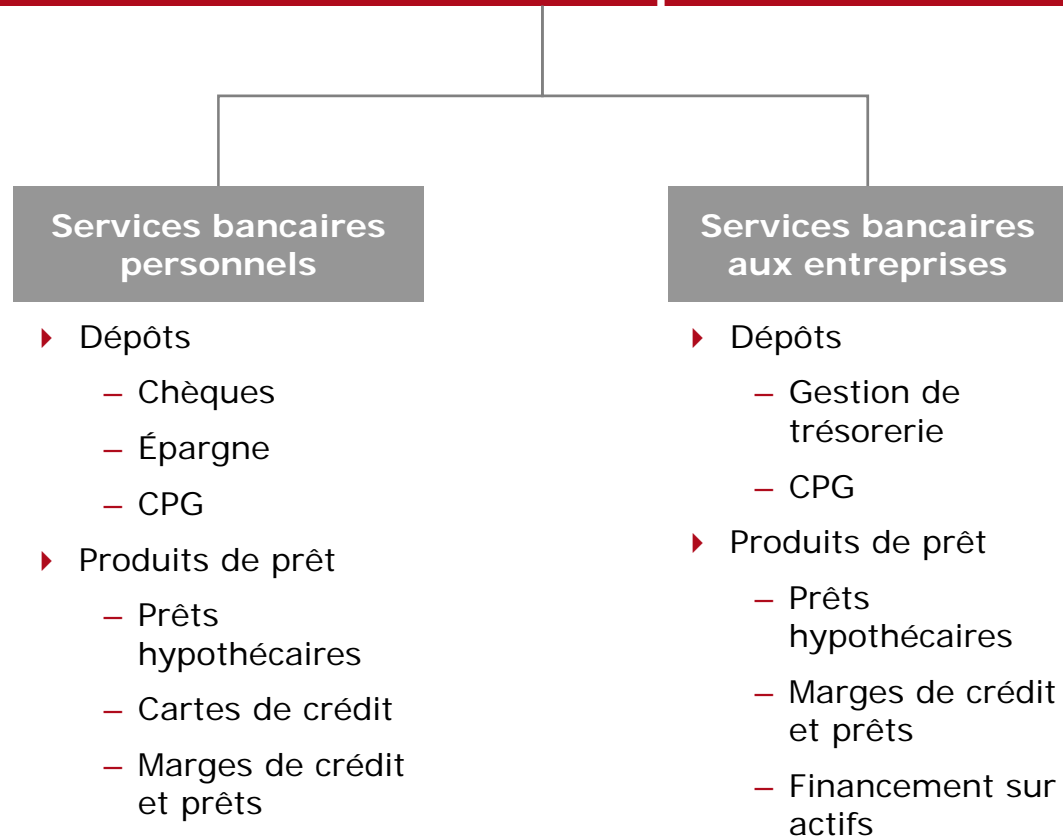 Services bancaires
personnels
▸ Dépôts
– Chèques
– Épargne
– CPG
▸ Produits de prêt
– Prêts
hypothécaires
– Cartes de crédit
– Marges de crédit
et prêts
Services bancaires
aux entreprises
▸ Dépôts
– Gestion de
trésorerie
– CPG
▸ Produits de prêt
– Prêts
hypothécaires
– Marges de crédit
et prêts
– Financement sur
actifs